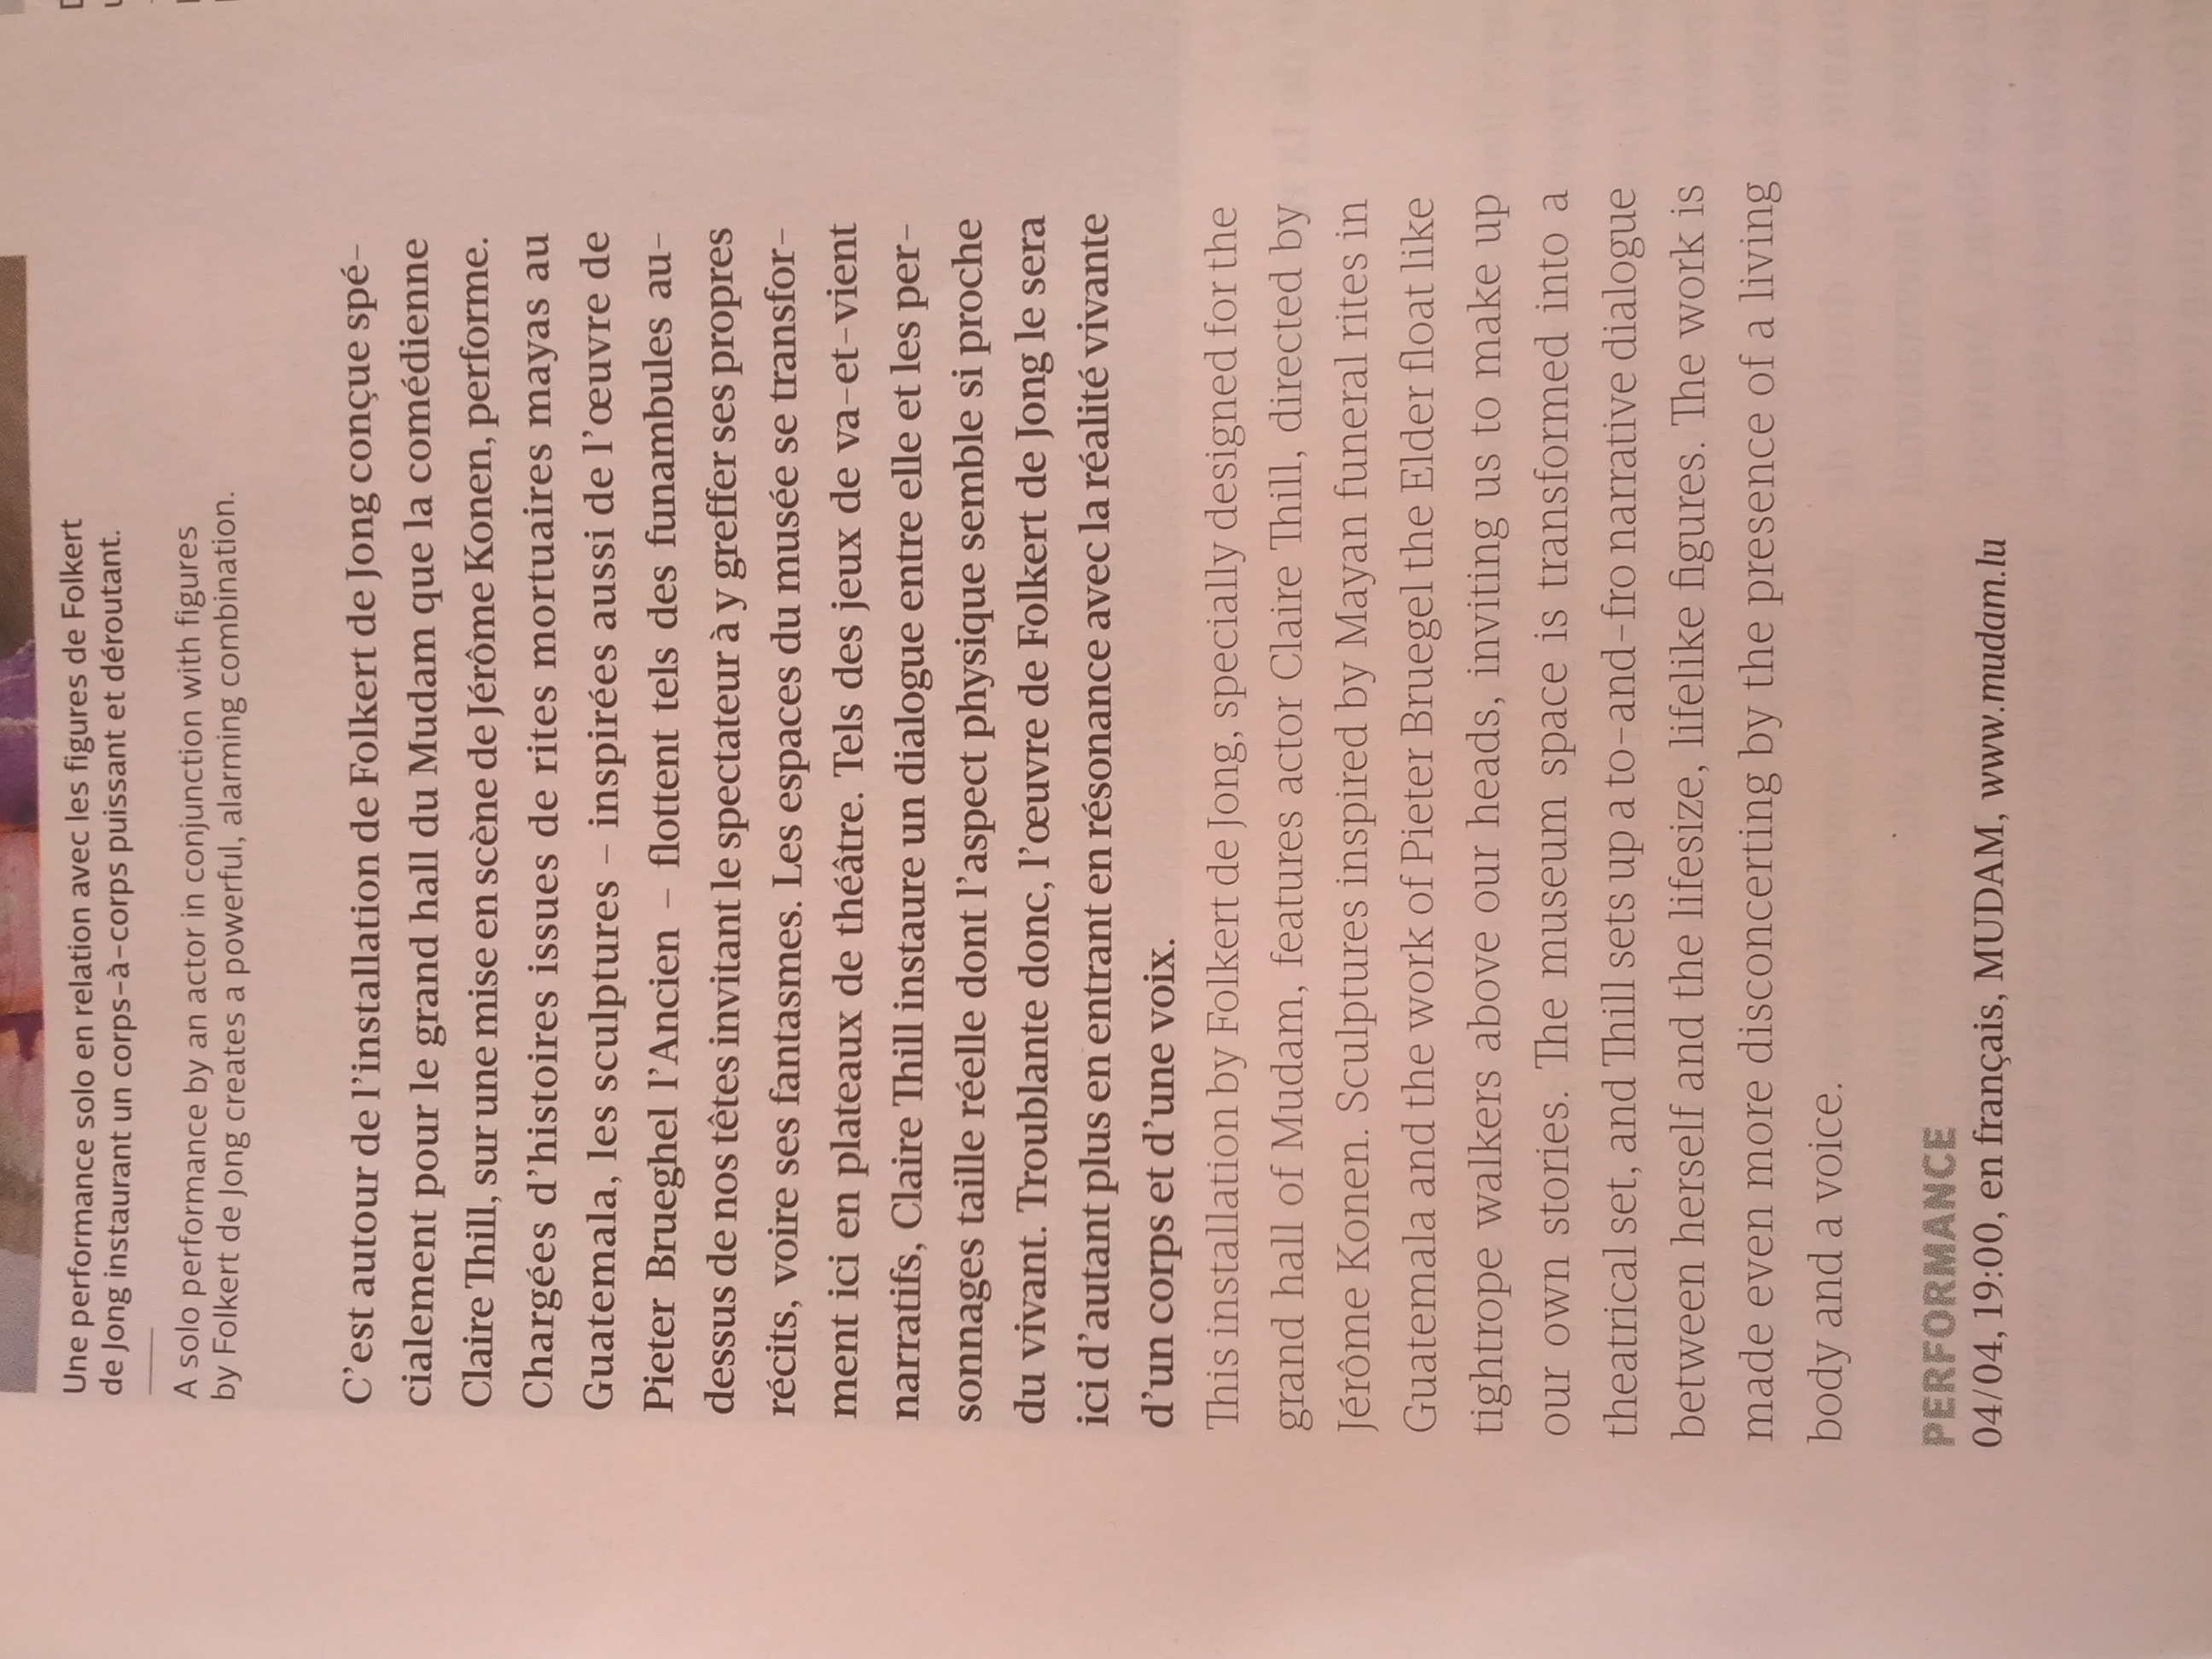 Une performance solo en relation avec les figures de Folkert
de Jong instaurant un corps-à-corps puissant et déroutant.
A solo performance by an actor in conjunction with figures
by Folkert de Jong creates a powerful, alarming combination.
C'est autour de l'installation de Folkert de Jong conçue spé-
cialement pour le grand hall du Mudam que la comédienne
Claire Thill, sur une mise en scène de Jérôme Konen, performe.
Chargées d'histoires issues de rites mortuaires mayas au
Guatemala, les sculptures – inspirées aussi de l'œuvre de
Pieter Brueghel l'Ancien – flottent tels des funambules au-
dessus de nos têtes invitant le spectateur à y greffer ses propres
récits, voire ses fantasmes. Les espaces du musée se transfor-
ment ici en plateaux de théâtre. Tels des jeux de va-et-vient
narratifs, Claire Thill instaure un dialogue entre elle et les per-
sonnages taille réelle dont l'aspect physique semble si proche
du vivant. Troublante donc, l'œuvre de Folkert de Jong le sera
ici d'autant plus en entrant en résonance avec la réalité vivante
d'un corps et d'une voix.
This installation by Folkert de Jong, specially designed for the
grand hall of Mudam, features actor Claire Thill, directed by
Jérôme Konen. Sculptures inspired by Mayan funeral rites in
Guatemala and the work of Pieter Bruegel the Elder float like
tightrope walkers above our heads, inviting us to make up
our own stories. The museum space is transformed into a
theatrical set, and Thill sets up a to-and-fro narrative dialogue
between herself and the lifesize, lifelike figures. The work is
made even more disconcerting by the presence of a living
body and a voice.
PERFORMANCE
04/04, 19:00, en français, MUDAM, www.mudam.lu